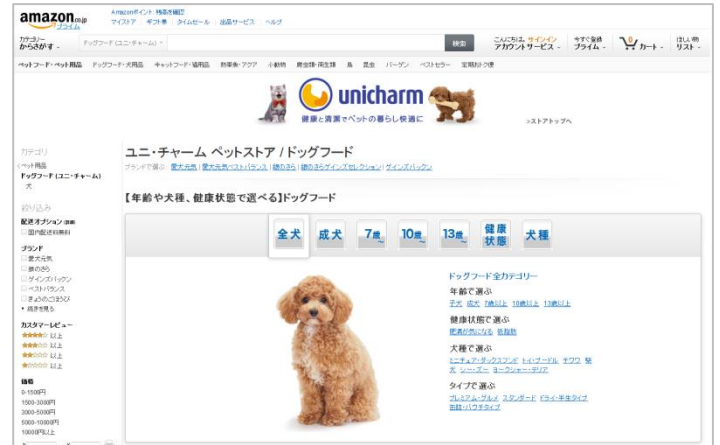 amazon.co.jp
プライム
Amazonポイント: 残高を確認
マイストア ギフト券 タイムセール 出品サービス ヘルプ
カテゴリー
からさがす
ドッグフード (ユニ・チャーム)
検索
こんにちは。サインイン
アカウントサービス
今すぐ登録
プライム
0
カート
ほしい物
リスト
ペットフード・ペット用品 ドッグフード・犬用品 キャットフード・猫用品 熱帯魚・アクア 小動物 爬虫類・両生類 鳥 昆虫 バーゲン ベストセラー 定期おトク便
unicharm
健康と清潔でペットの暮らし快適に
>ストアトップへ
カテゴリ
‹ペット用品
ドッグフード (ユニ・チャーム)
犬
絞り込み
配送オプション (詳細)
国内配送料無料
ブランド
愛犬元気
銀のさら
ゲインズパックン
ベストバランス
きょうのごほうび
続きを見る
カスタマーレビュー
以上
以上
以上
以上
価格
0-1500円
1500-3000円
3000-5000円
5000-10000円
10000円以上
ユニ・チャーム ペットストア / ドッグフード
ブランドで選ぶ: 愛犬元気 | 愛犬元気ベストバランス | 銀のさら | 銀のさらゲインズセレクション | ゲインズパックン
【年齢や犬種、健康状態で選べる】ドッグフード
全犬 成犬 7歳~ 10歳~ 13歳~ 健康状態 犬種
ドッグフード全カテゴリー
年齢で選ぶ
子犬 成犬 7歳以上 10歳以上 13歳以上
健康状態で選ぶ
肥満が気になる 低脂肪
犬種で選ぶ
ミニチュア・ダックスフンド トイ・プードル チワワ 柴
犬 シー・ズー ヨークシャー・テリア
タイプで選ぶ
プレミアム・グルメ スタンダード ドライ・半生タイプ
缶詰・パウチタイプ